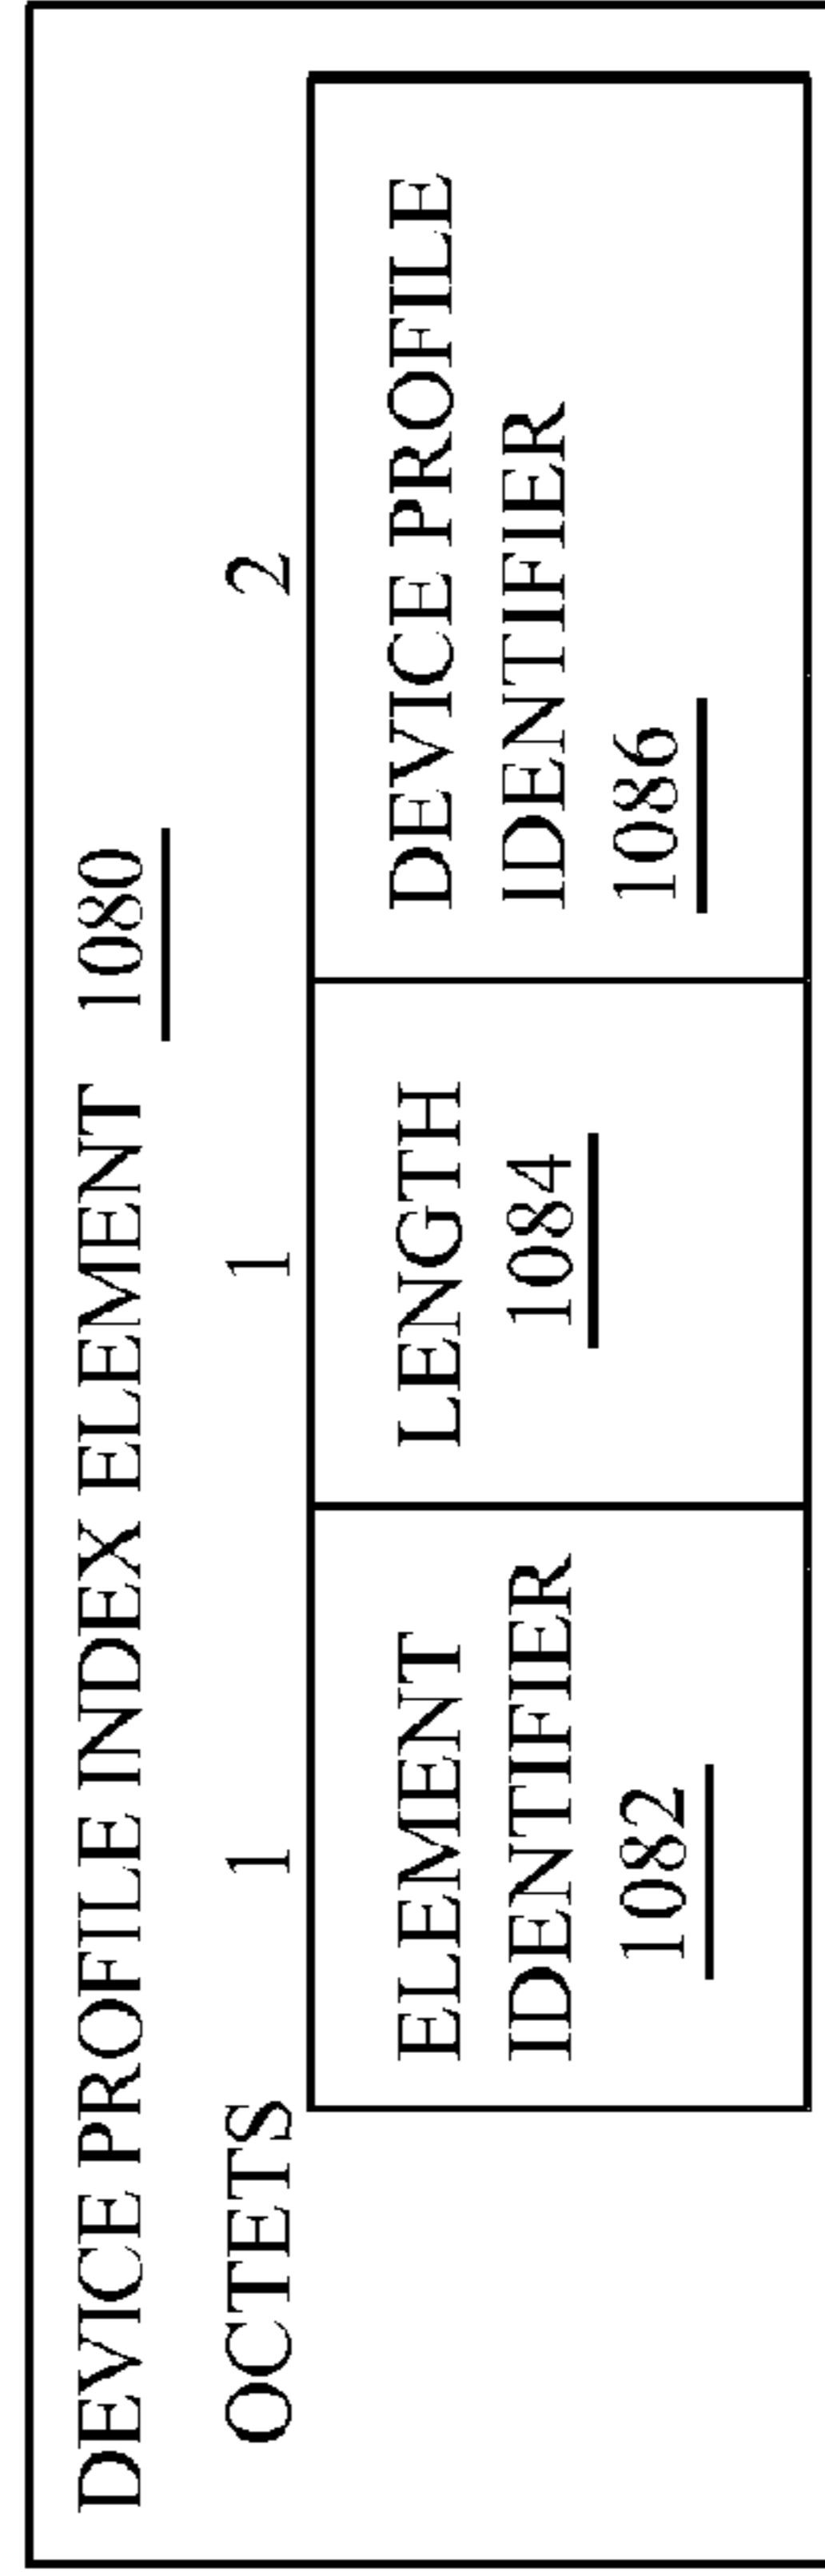 DEVICE PROFILE INDEX ELEMENT 1080
OCTETS 1 1 2
ELEMENT
IDENTIFIER
1082
LENGTH
1084
DEVICE PROFILE
IDENTIFIER
1086